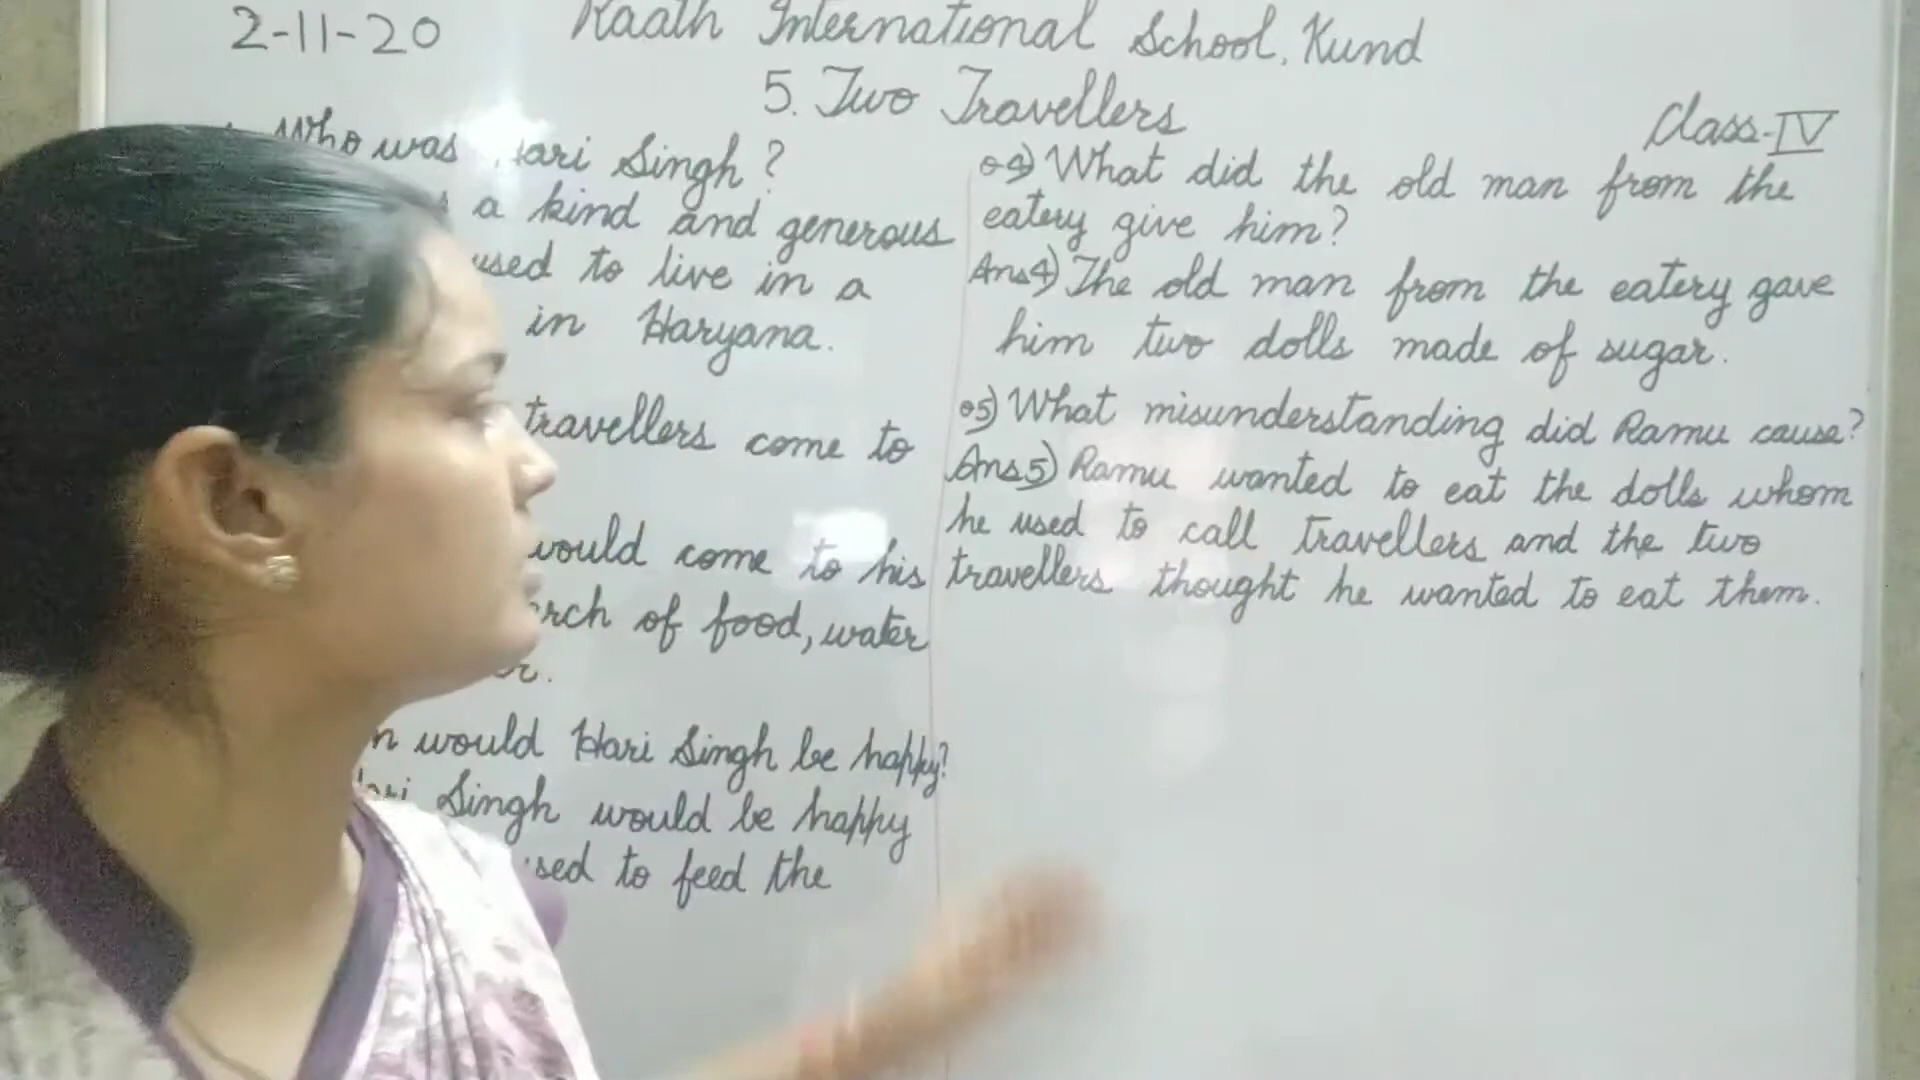 2-11-20
Raath International School, Kund
5. Two Travellers
Class-IV
Who was Hari Singh?
a kind and generous
used to live in a
in Haryana.
travellers come to
would come to his
of food, water
would Hari Singh be happy?
Singh would be happy
to feed the
Q4) What did the old man from the
eatery give him?
Ans4) The old man from the eatery gave
him two dolls made of sugar.
Q5) What misunderstanding did Ramu cause?
Ans5) Ramu wanted to eat the dolls whom
he used to call travellers and the two
travellers thought he wanted to eat them.